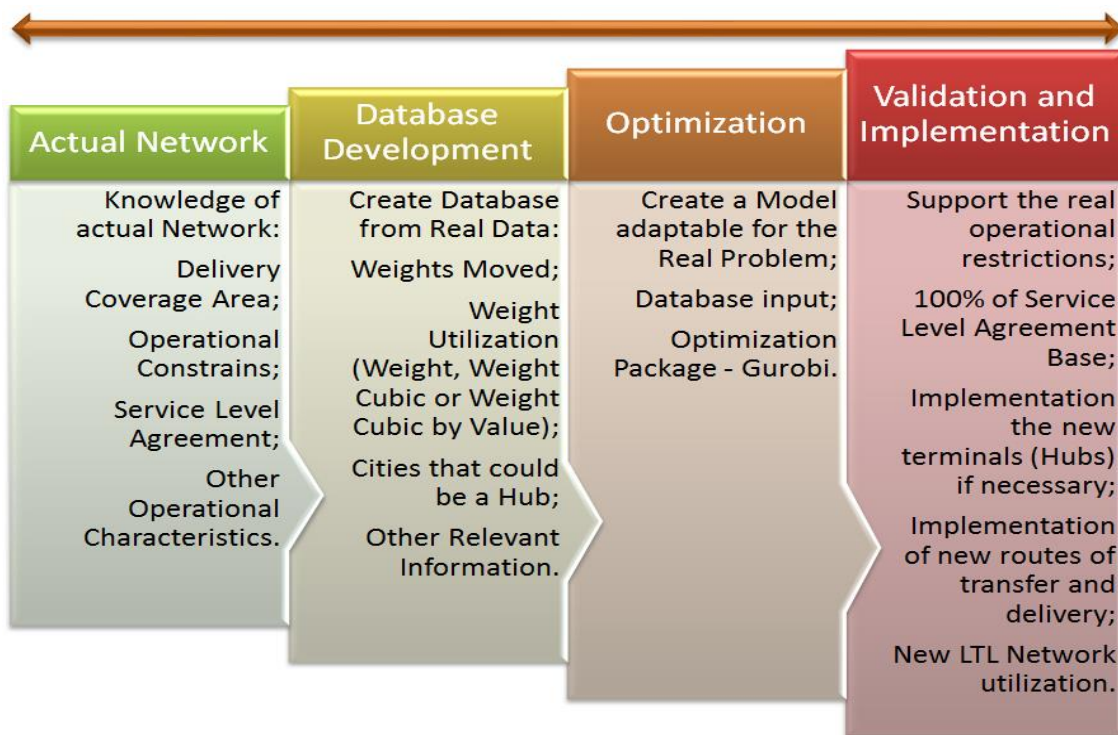 Actual Network
Knowledge of
actual Network:
Delivery
Coverage Area;
Operational
Constrains;
Service Level
Agreement;
Other
Operational
Characteristics.
Database
Development
Create Database
from Real Data:
Weights Moved;
Weight
Utilization
(Weight, Weight
Cubic or Weight
Cubic by Value);
Cities that could
be a Hub;
Other Relevant
Information.
Optimization
Create a Model
adaptable for the
Real Problem;
Database input;
Optimization
Package - Gurobi.
Validation and
Implementation
Support the real
operational
restrictions;
100% of Service
Level Agreement
Base;
Implementation
the new
terminals (Hubs)
if necessary;
Implementation
of new routes of
transfer and
delivery;
New LTL Network
utilization.